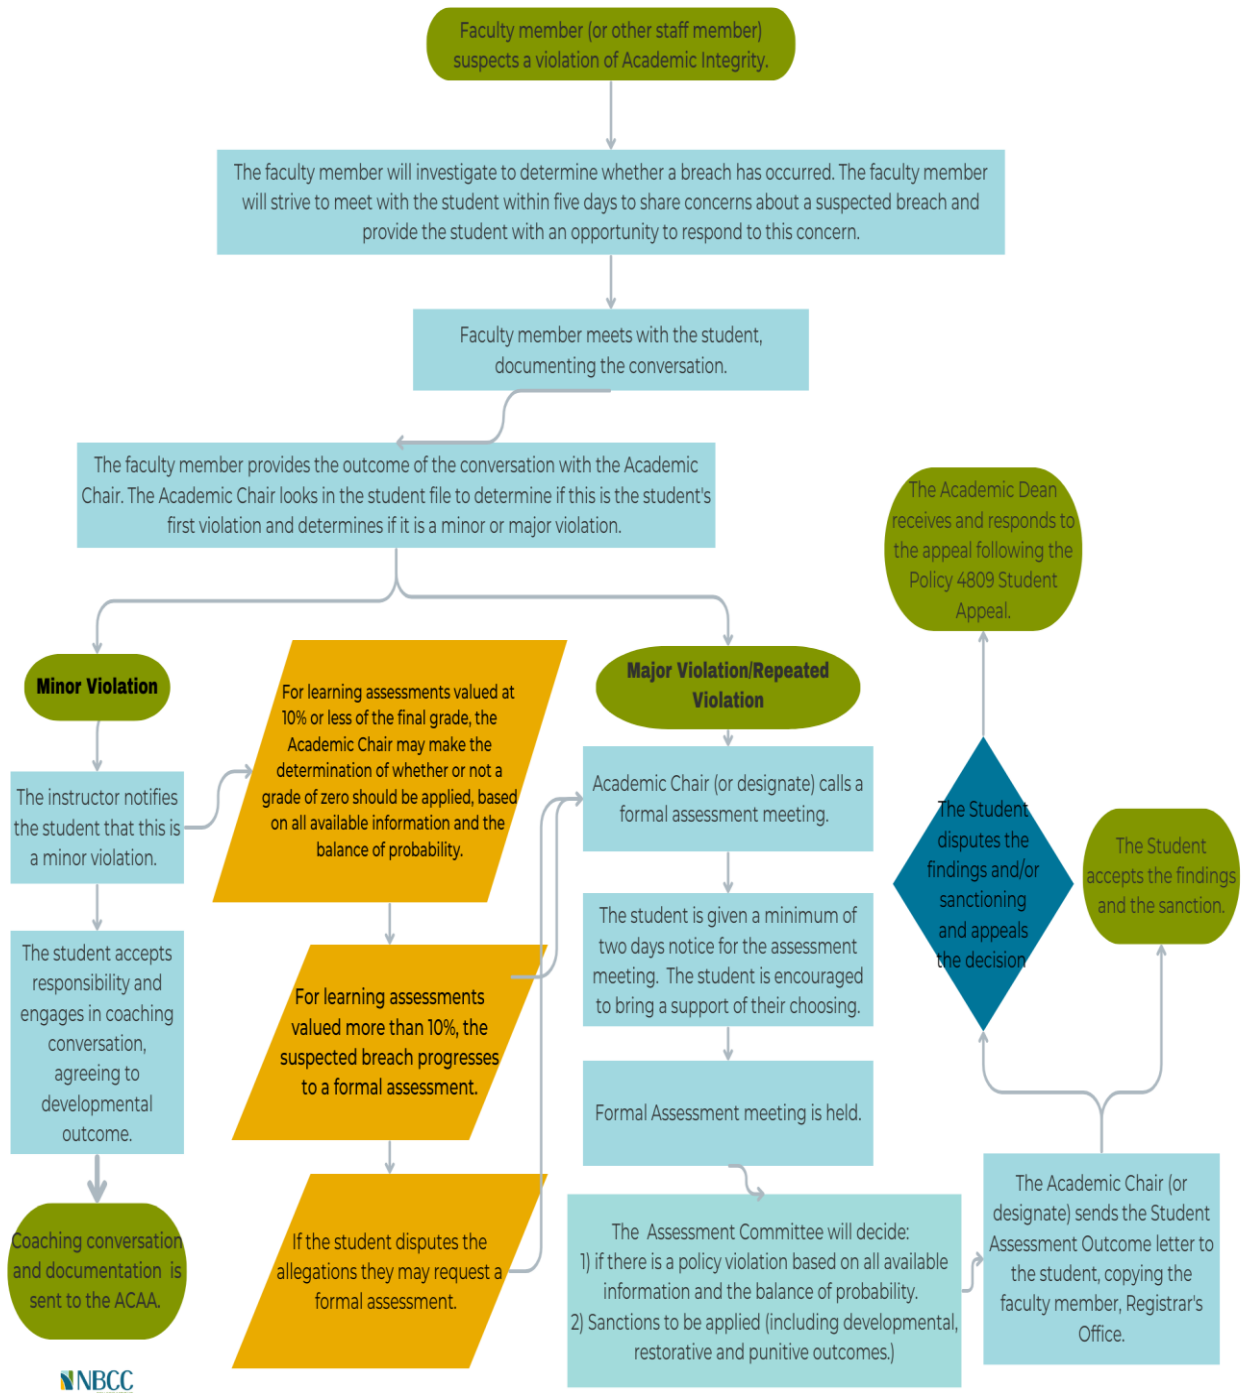 Faculty member (or other staff member)
suspects a violation of Academic Integrity.
The faculty member will investigate to determine whether a breach has occurred. The faculty member
will strive to meet with the student within five days to share concerns about a suspected breach and
provide the student with an opportunity to respond to this concern.
Faculty member meets with the student,
documenting the conversation.
The faculty member provides the outcome of the conversation with the Academic
Chair. The Academic Chair looks in the student file to determine if this is the student's
first violation and determines if it is a minor or major violation.
Minor Violation
The instructor notifies
the student that this is
a minor violation.
The student accepts
responsibility and
engages in coaching
conversation,
agreeing to
developmental
outcome.
Coaching conversation
and documentation is
sent to the ACAA.
For learning assessments valued at
10% or less of the final grade, the
Academic Chair may make the
determination of whether or not a
grade of zero should be applied, based
on all available information and the
balance of probability.
For learning assessments
valued more than 10%, the
suspected breach progresses
to a formal assessment.
If the student disputes the
allegations they may request a
formal assessment.
Major Violation/Repeated
Violation
Academic Chair (or designate) calls a
formal assessment meeting.
The student is given a minimum of
two days notice for the assessment
meeting. The student is encouraged
to bring a support of their choosing.
Formal Assessment meeting is held.
The Assessment Committee will decide:
1) if there is a policy violation based on all available
information and the balance of probability.
2) Sanctions to be applied (including developmental,
restorative and punitive outcomes.)
The Academic Chair (or
designate) sends the Student
Assessment Outcome letter to
the student, copying the
faculty member, Registrar's
Office.
The Student
disputes the
findings and/or
sanctioning
and appeals
the decision
The Academic Dean
receives and responds to
the appeal following the
Policy 4809 Student
Appeal.
The Student
accepts the findings
and the sanction.
NBCC